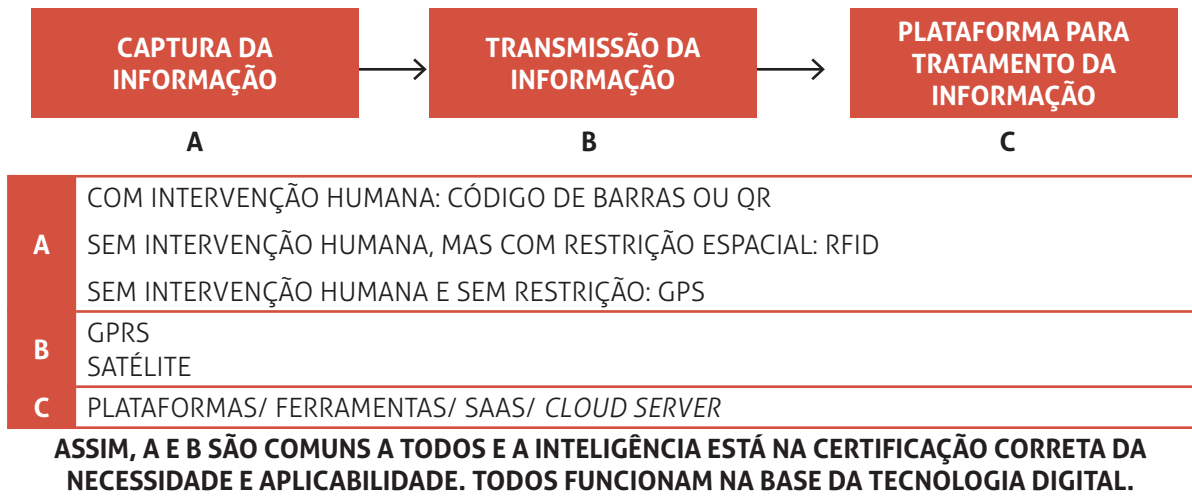 CAPTURA DA
INFORMAÇÃO
TRANSMISSÃO DA
INFORMAÇÃO
PLATAFORMA PARA
TRATAMENTO DA
INFORMAÇÃO
A
B
C
A
COM INTERVENÇÃO HUMANA: CÓDIGO DE BARRAS OU QR
SEM INTERVENÇÃO HUMANA, MAS COM RESTRIÇÃO ESPACIAL: RFID
SEM INTERVENÇÃO HUMANA E SEM RESTRIÇÃO: GPS
B
GPRS
SATÉLITE
C
PLATAFORMAS/ FERRAMENTAS/ SAAS/ CLOUD SERVER
ASSIM, A E B SÃO COMUNS A TODOS E A INTELIGÊNCIA ESTÁ NA CERTIFICAÇÃO CORRETA DA
NECESSIDADE E APLICABILIDADE. TODOS FUNCIONAM NA BASE DA TECNOLOGIA DIGITAL.